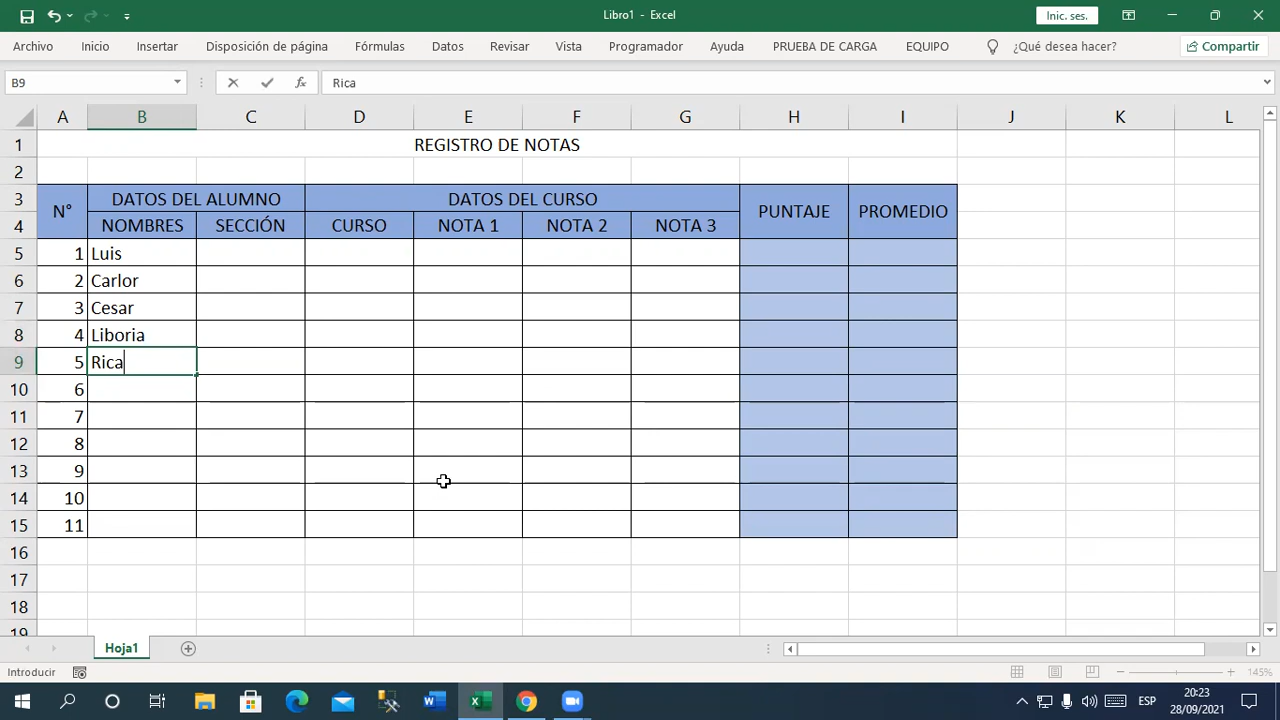 Libro1 - Excel
Inic. ses.
Archivo Inicio Insertar Disposición de página Fórmulas Datos Revisar Vista Programador Ayuda PRUEBA DE CARGA EQUIPO ¿Qué desea hacer? Compartir
B9 fx Rica
A B C D E F G H I J K L
1 REGISTRO DE NOTAS
2
3 N° DATOS DEL ALUMNO DATOS DEL CURSO PUNTAJE PROMEDIO
4 NOMBRES SECCIÓN CURSO NOTA 1 NOTA 2 NOTA 3
5 1 Luis
6 2 Carlor
7 3 Cesar
8 4 Liboria
9 5 Rica
10 6
11 7
12 8
13 9
14 10
15 11
16
17
18
19
Hoja1
Introducir 145%
ESP 20:23
28/09/2021